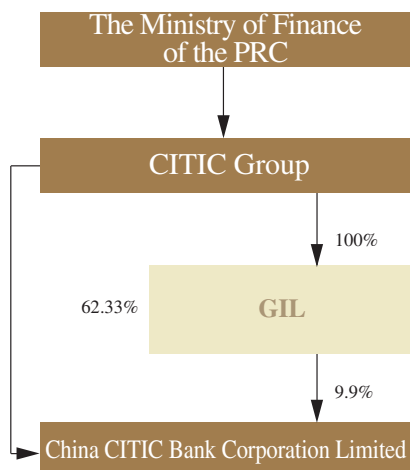 The Ministry of Finance
of the PRC
CITIC Group
100%
62.33%
GIL
9.9%
China CITIC Bank Corporation Limited